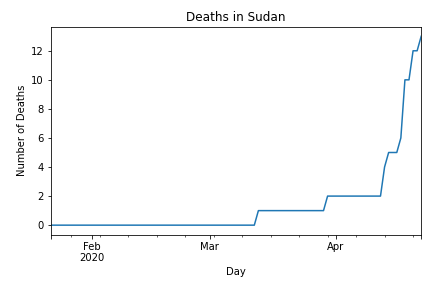 Deaths in Sudan
Number of Deaths
12
10
8
6
4
2
0
Feb
2020
Mar
Apr
Day